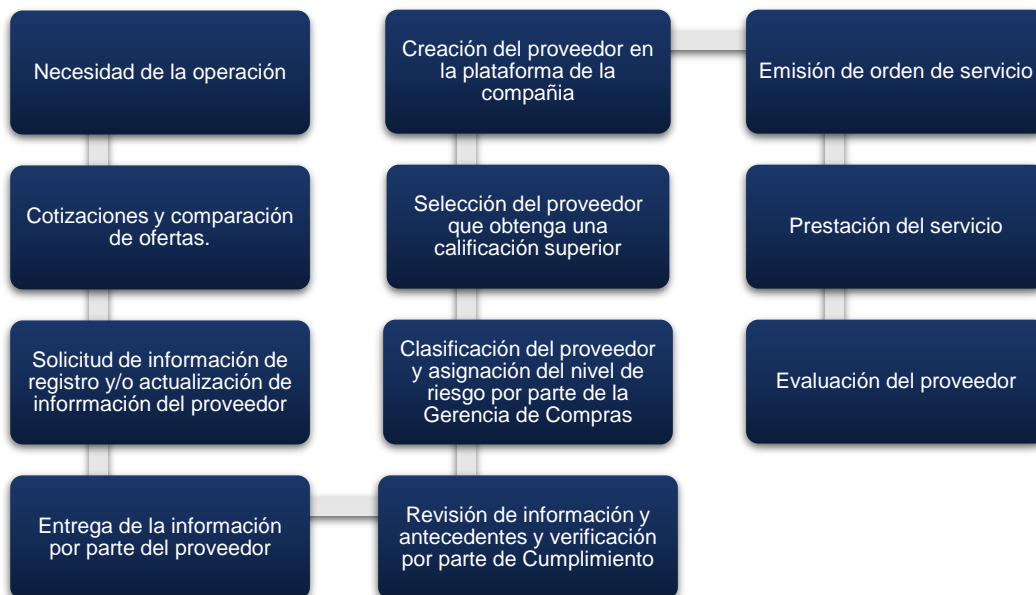 Necesidad de la operación
Cotizaciones y comparación
de ofertas.
Solicitud de información de
registro y/o actualización de
inforrmación del proveedor
Entrega de la información
por parte del proveedor
Revisión de información y
antecedentes y verificación
por parte de Cumplimiento
Clasificación del proveedor
y asignación del nivel de
riesgo por parte de la
Gerencia de Compras
Selección del proveedor
que obtenga una
calificación superior
Creación del proveedor en
la plataforma de la
compañia
Emisión de orden de servicio
Prestación del servicio
Evaluación del proveedor